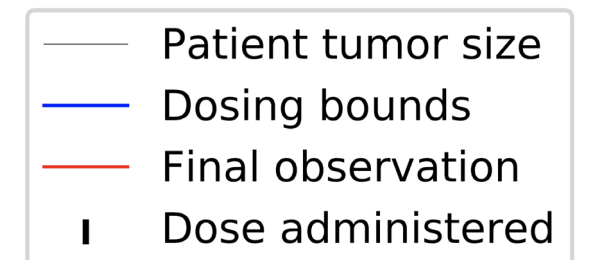 Patient tumor size
Dosing bounds
Final observation
Dose administered